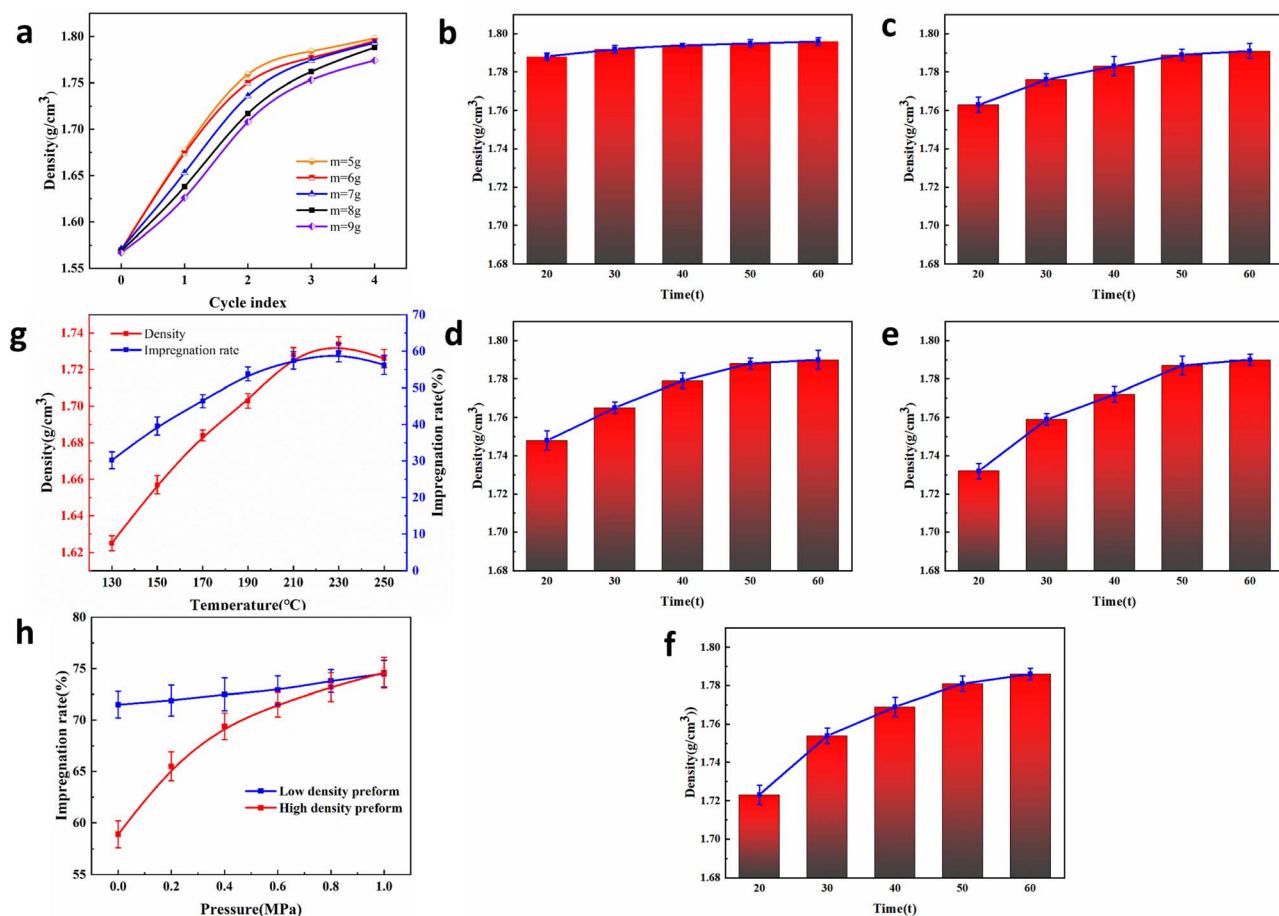 a
Density(g/cm³)
1.80
1.75
1.70
1.65
1.60
1.55
0 1 2 3 4
Cycle index
m=5g
m=6g
m=7g
m=8g
m=9g
b
Density(g/cm³)
1.80
1.78
1.76
1.74
1.72
1.70
1.68
20 30 40 50 60
Time(t)
c
Density(g/cm³)
1.80
1.78
1.76
1.74
1.72
1.70
1.68
20 30 40 50 60
Time(t)
g
Density
Impregnation rate
Density(g/cm³)
1.74
1.72
1.70
1.68
1.66
1.64
1.62
70
60
50
40
30
20
10
0
Impregnation rate(%)
130 150 170 190 210 230 250
Temperature(°C)
d
Density(g/cm³)
1.80
1.78
1.76
1.74
1.72
1.70
1.68
20 30 40 50 60
Time(t)
e
Density(g/cm³)
1.80
1.78
1.76
1.74
1.72
1.70
1.68
20 30 40 50 60
Time(t)
h
Impregnation rate(%)
80
75
70
65
60
55
Low density preform
High density preform
0.0 0.2 0.4 0.6 0.8 1.0
Pressure(MPa)
f
Density(g/cm³))
1.80
1.78
1.76
1.74
1.72
1.70
1.68
20 30 40 50 60
Time(t)